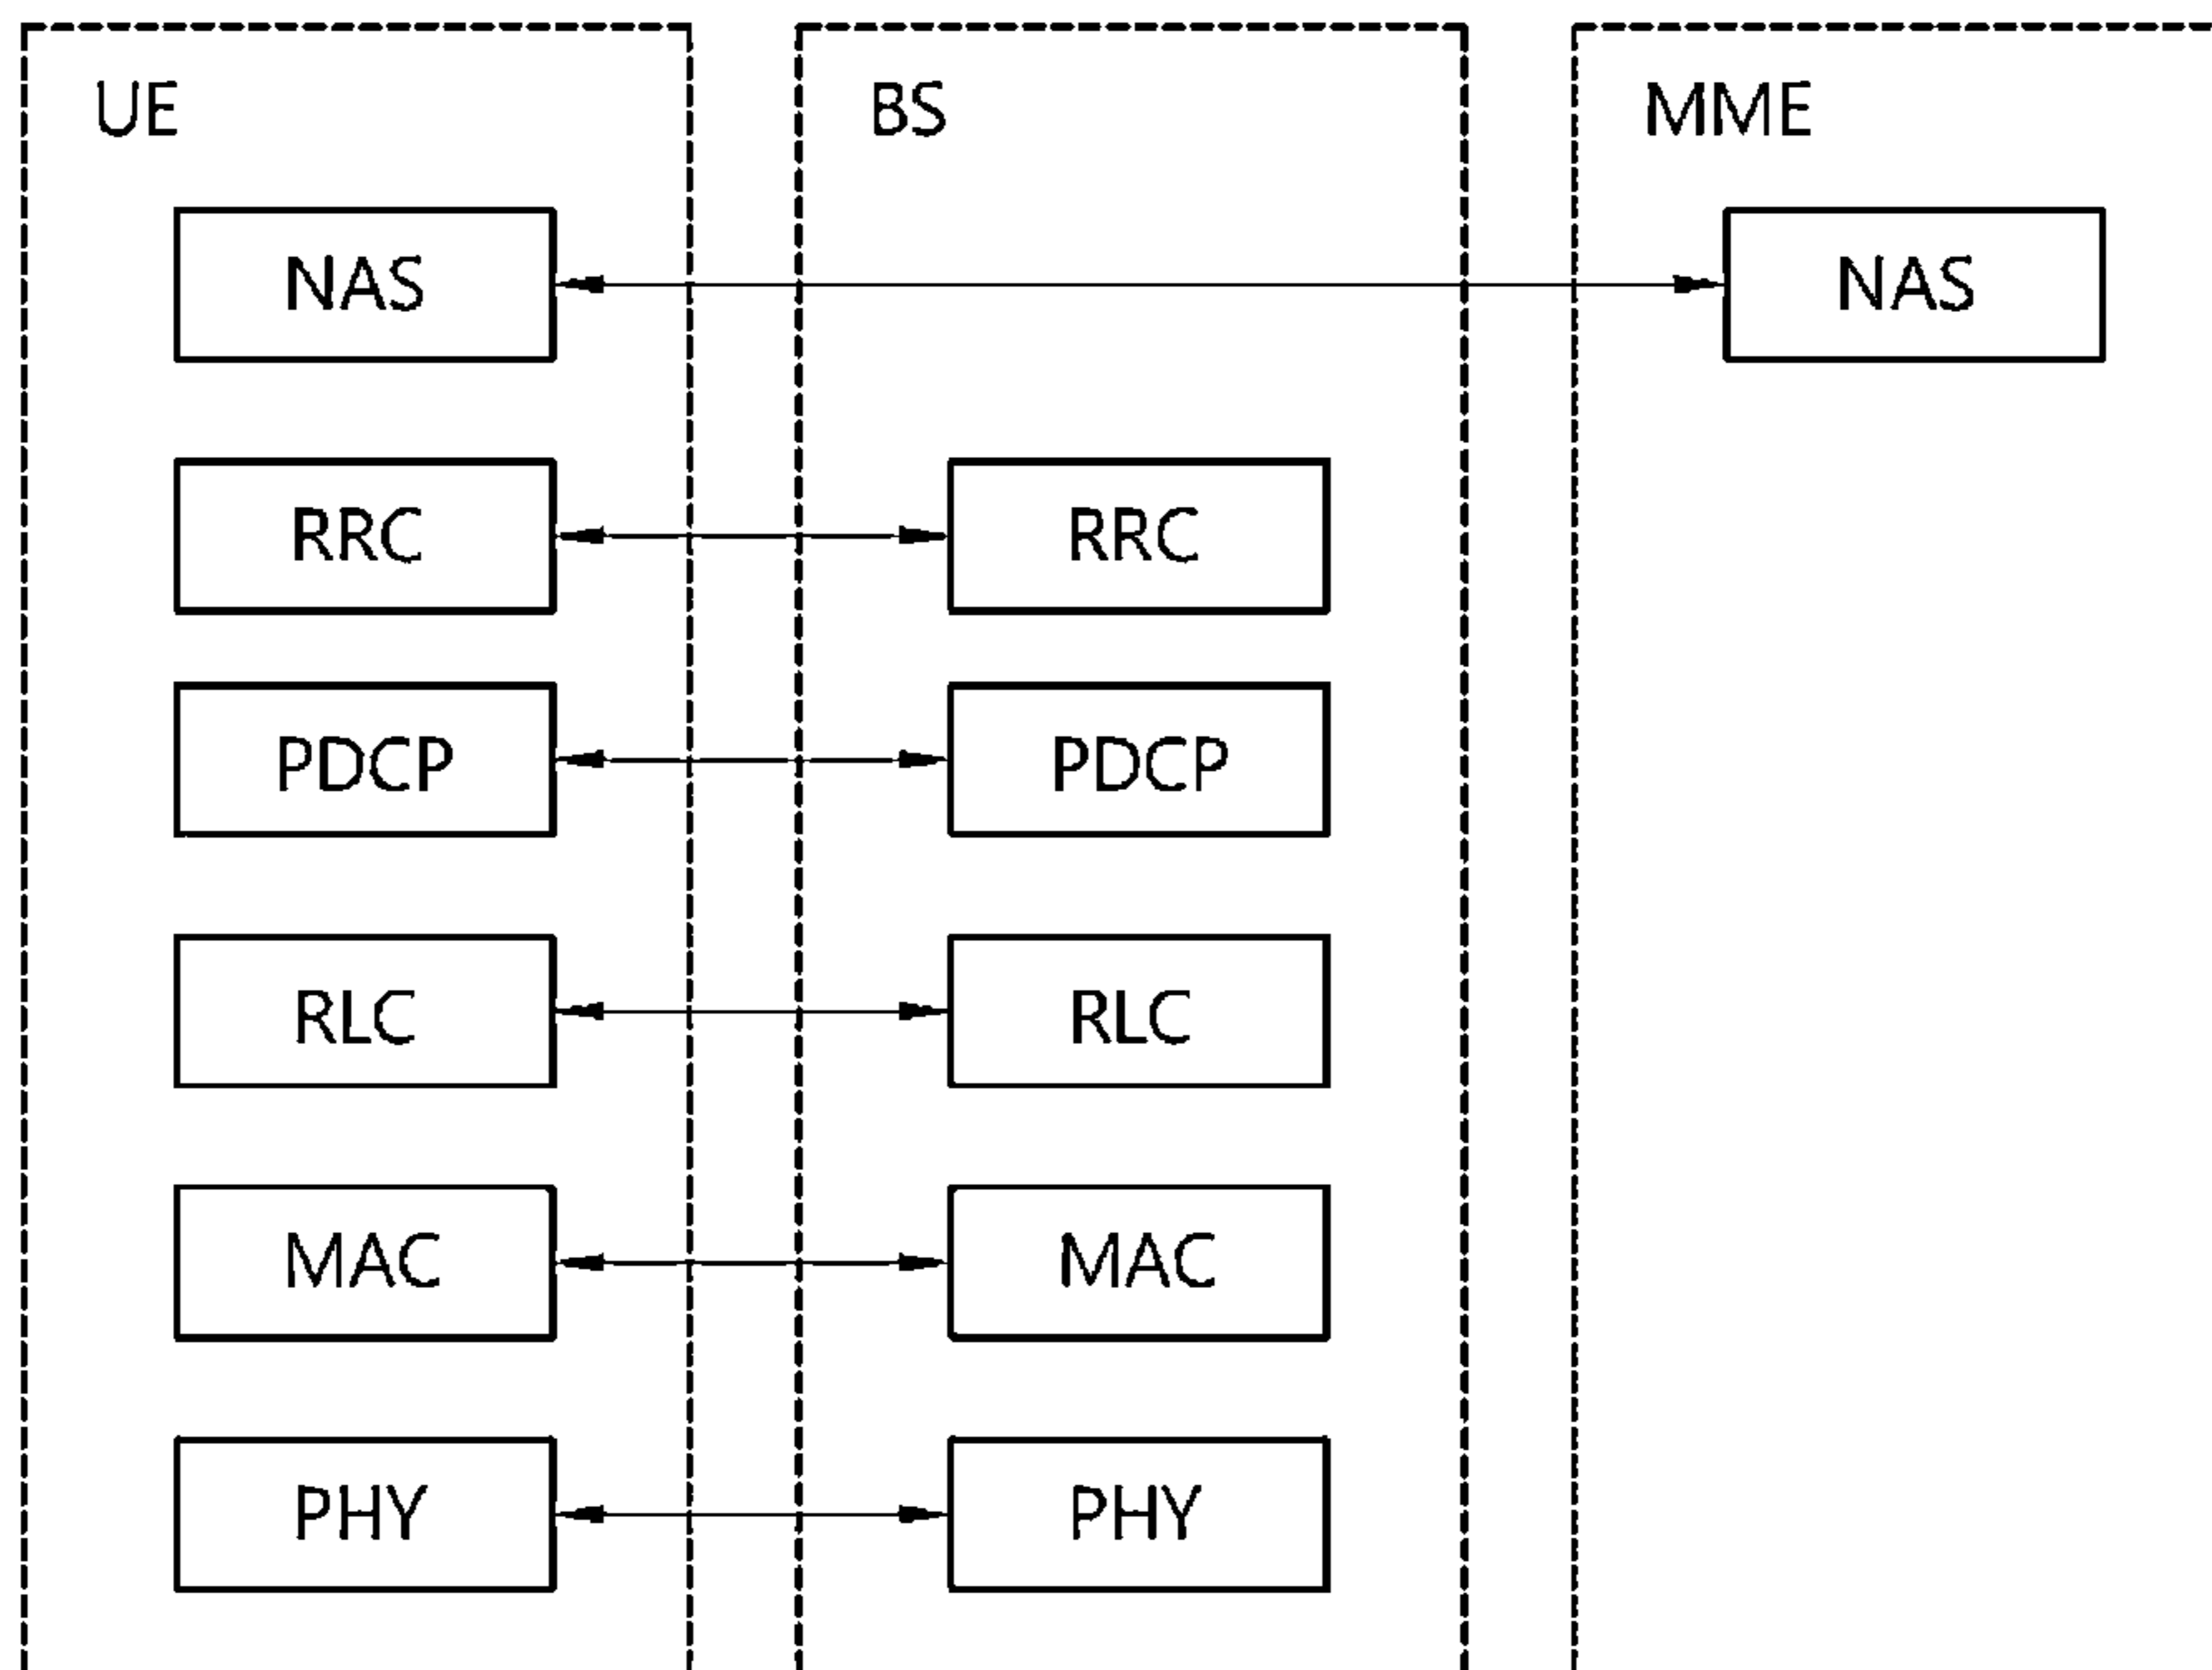 UE BS MME
NAS NAS
RRC RRC
PDCP PDCP
RLC RLC
MAC MAC
PHY PHY